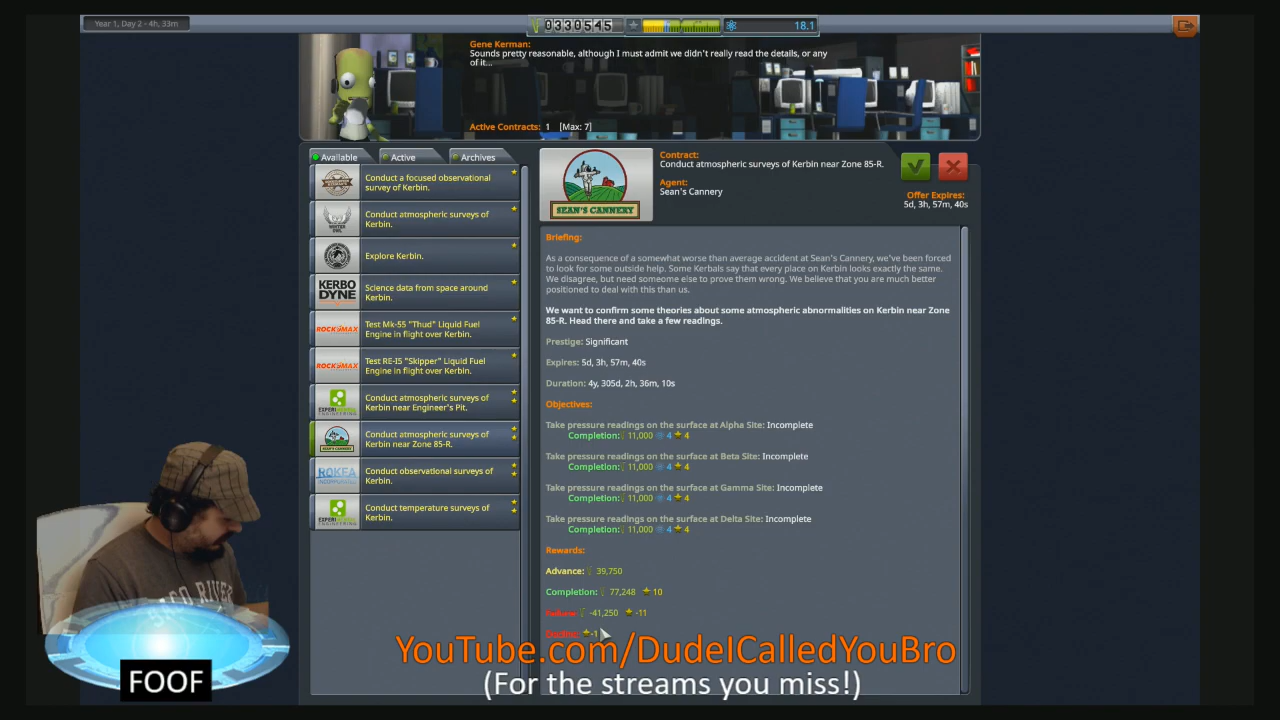 Year 1, Day 2 - 4h, 33m
0330545
18.1
Gene Kerman:
Sounds pretty reasonable, although I must admit we didn't really read the details, or any
of it...
Active Contracts: 1 [Max: 7]
Available
Active
Archives
Conduct a focused observational
survey of Kerbin.
Conduct atmospheric surveys of
Kerbin.
Explore Kerbin.
KERBO
DYNE
Science data from space around
Kerbin.
ROCKOMAX
Test Mk-55 "Thud" Liquid Fuel
Engine in flight over Kerbin.
ROCKOMAX
Test RE-I5 "Skipper" Liquid Fuel
Engine in flight over Kerbin.
Conduct atmospheric surveys of
Kerbin near Engineer's Pit.
Conduct atmospheric surveys of
Kerbin near Zone 85-R.
Conduct observational surveys of
Kerbin.
Conduct temperature surveys of
Kerbin.
SEAN'S CANNERY
Contract:
Conduct atmospheric surveys of Kerbin near Zone 85-R.
Agent:
Sean's Cannery
Offer Expires:
5d, 3h, 57m, 40s
Briefing:
As a consequence of a somewhat worse than average accident at Sean's Cannery, we've been forced
to look for some outside help. Some Kerbals say that every place on Kerbin looks exactly the same.
We disagree, but need someone else to prove them wrong. We believe that you are much better
positioned to deal with this than us.
We want to confirm some theories about some atmospheric abnormalities on Kerbin near Zone
85-R. Head there and take a few readings.
Prestige: Significant
Expires: 5d, 3h, 57m, 40s
Duration: 4y, 305d, 2h, 36m, 10s
Objectives:
Take pressure readings on the surface at Alpha Site: Incomplete
Completion: 11,000 4 4
Take pressure readings on the surface at Beta Site: Incomplete
Completion: 11,000 4 4
Take pressure readings on the surface at Gamma Site: Incomplete
Completion: 11,000 4 4
Take pressure readings on the surface at Delta Site: Incomplete
Completion: 11,000 4 4
Rewards:
Advance: 39,750
Completion: 77,248 10
Failure: -41,250 -11
-1
YouTube.com/DudeICalledYouBro
(For the streams you miss!)
FOOF